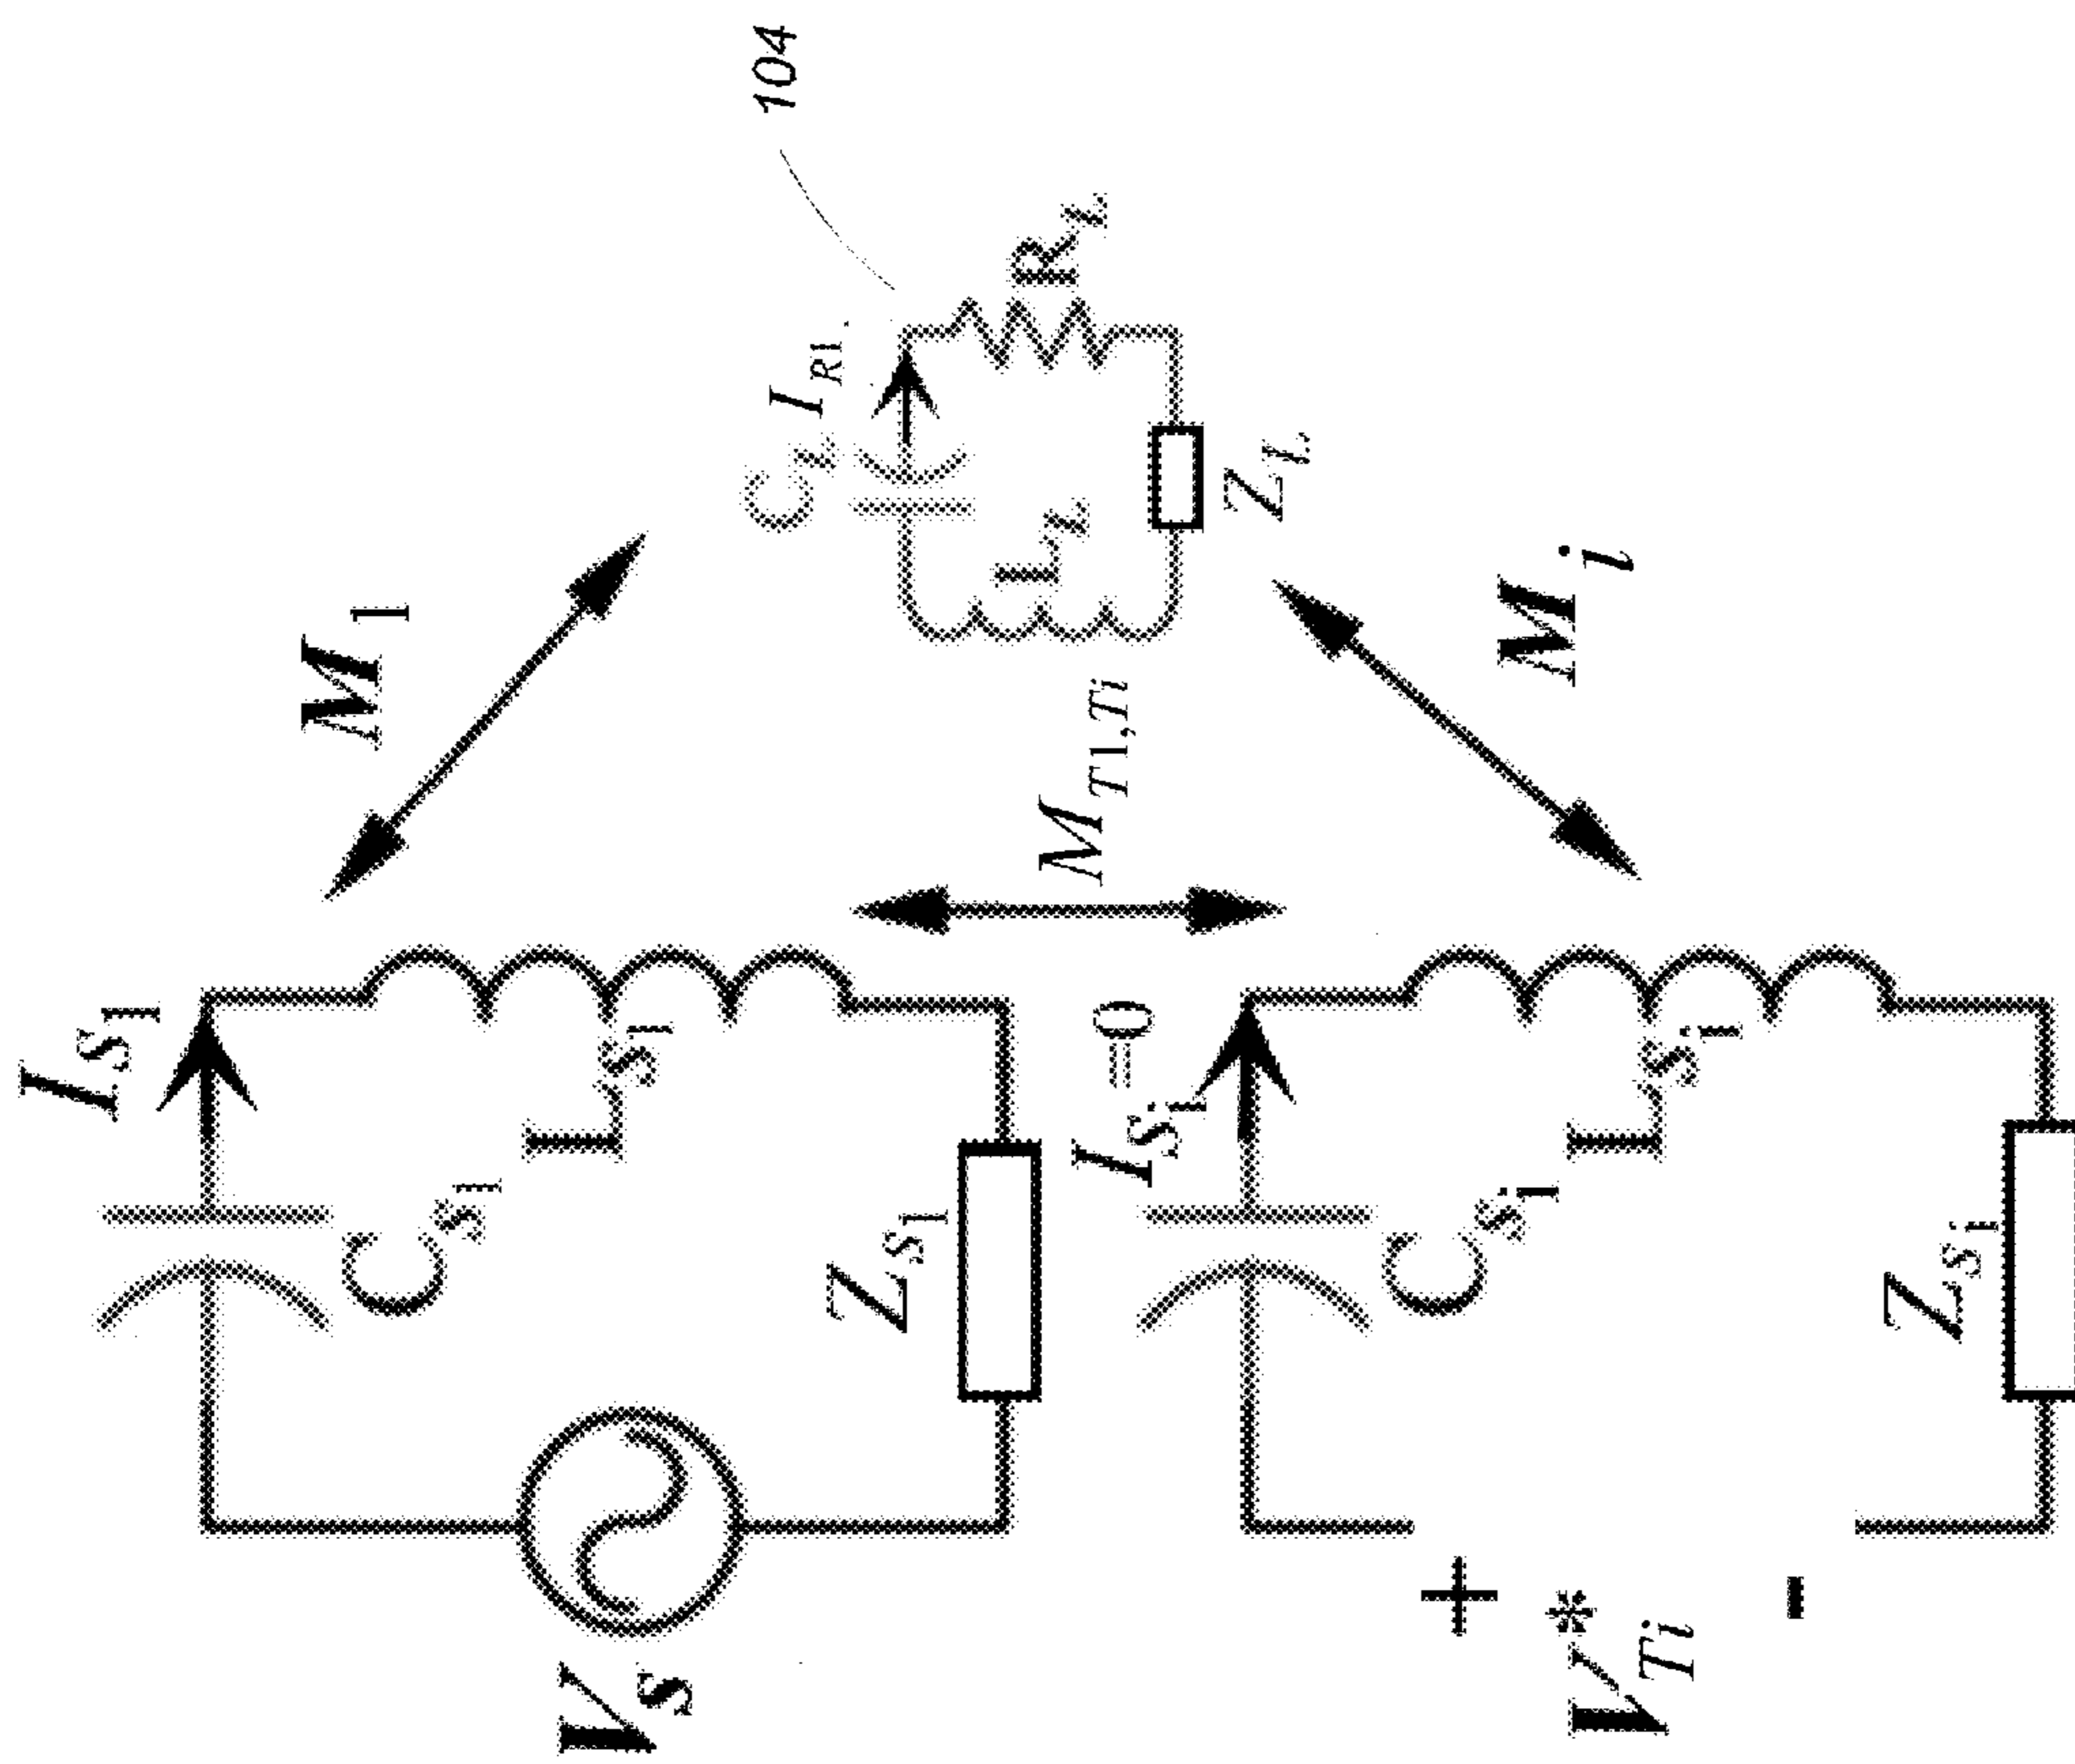 I_S1
C_S1
L_S1
V_S
Z_S1
M_1
104
C_L
I_R1
L_L
R_L
Z_L
M_T1,Ti
M_i
I_Si=0
C_Si
L_Si
+
V*_Ti
-
Z_Si